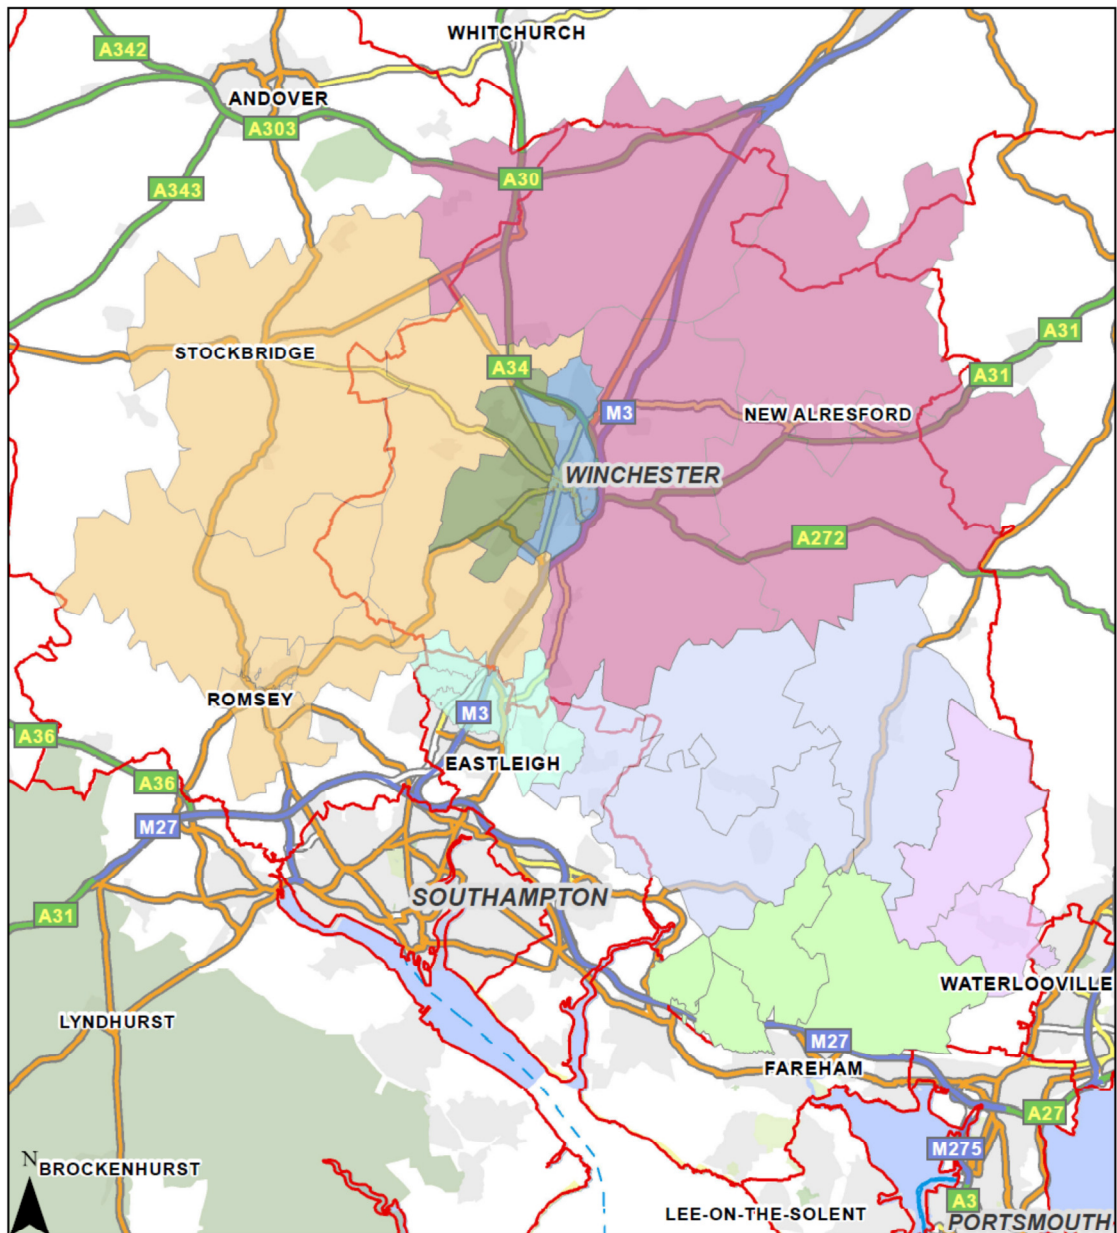 WHITCHURCH
A342
ANDOVER
A303
A30
A343
A31
STOCKBRIDGE
A34
A31
M3
NEW ALRESFORD
WINCHESTER
A272
ROMSEY
M3
A36
EASTLEIGH
A36
M27
SOUTHAMPTON
A31
WATERLOOVILLE
LYNDHURST
M27
FAREHAM
A27
M275
N
BROCKENHURST
A3
LEE-ON-THE-SOLENT
PORTSMOUTH